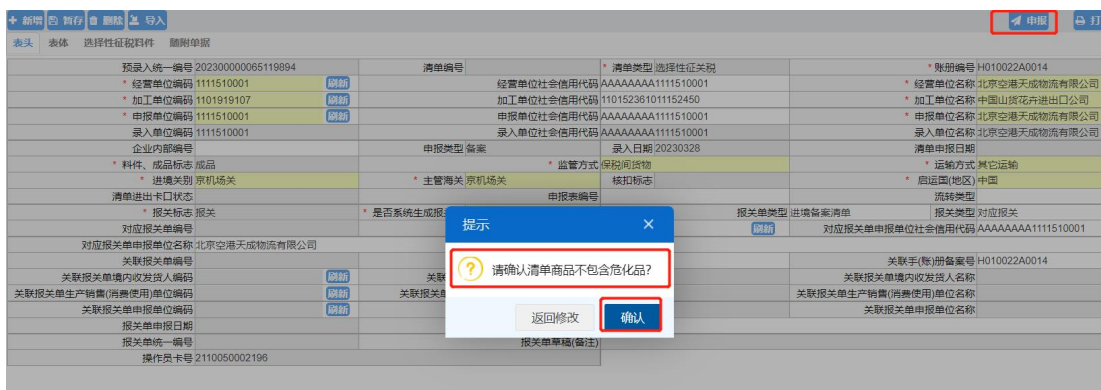 新增 暂存 删除 导入 申报 打
表头 表体 选择性征税料件 随附单据
预录入统一编号 202300000065119894 清单编号 * 清单类型 选择性征关税 * 账册编号 H010022A0014
* 经营单位编码 1111510001 刷新 经营单位社会信用代码 AAAAAAAA1111510001 * 经营单位名称 北京空港天成物流有限公司
* 加工单位编码 1101919107 刷新 加工单位社会信用代码 110152361011152450 * 加工单位名称 中国山货花卉进出口公司
* 申报单位编码 1111510001 刷新 申报单位社会信用代码 AAAAAAAA1111510001 * 申报单位名称 北京空港天成物流有限公司
录入单位编码 1111510001 录入单位社会信用代码 AAAAAAAA1111510001 录入单位名称 北京空港天成物流有限公司
企业内部编号 申报类型 备案 录入日期 20230328 清单申报日期
* 料件、成品标志 成品 * 监管方式 保税间货物 * 运输方式 其它运输
* 进境关别 京机场关 * 主管海关 京机场关 核扣标志 * 启运国(地区) 中国
清单进出卡口状态 申报表编号 流转类型
* 报关标志 报关 * 是否系统生成报 报关单类型 进境备案清单 报关类型 对应报关
对应报关单编号 刷新 对应报关单申报单位社会信用代码 AAAAAAAA1111510001
对应报关单申报单位名称 北京空港天成物流有限公司
关联报关单编号 关联手(账)册备案号 H010022A0014
关联报关单境内收发货人编码 刷新 关联 关联报关单境内收发货人名称
关联报关单生产销售(消费使用)单位编码 刷新 关联报关单 关联报关单生产销售(消费使用)单位名称
关联报关单申报单位编码 刷新 关联报关单申报单位名称
报关单申报日期
报关单统一编号 报关单草稿(备注)
操作员卡号 2110050002196
提示 ×
? 请确认清单商品不包含危化品?
返回修改 确认